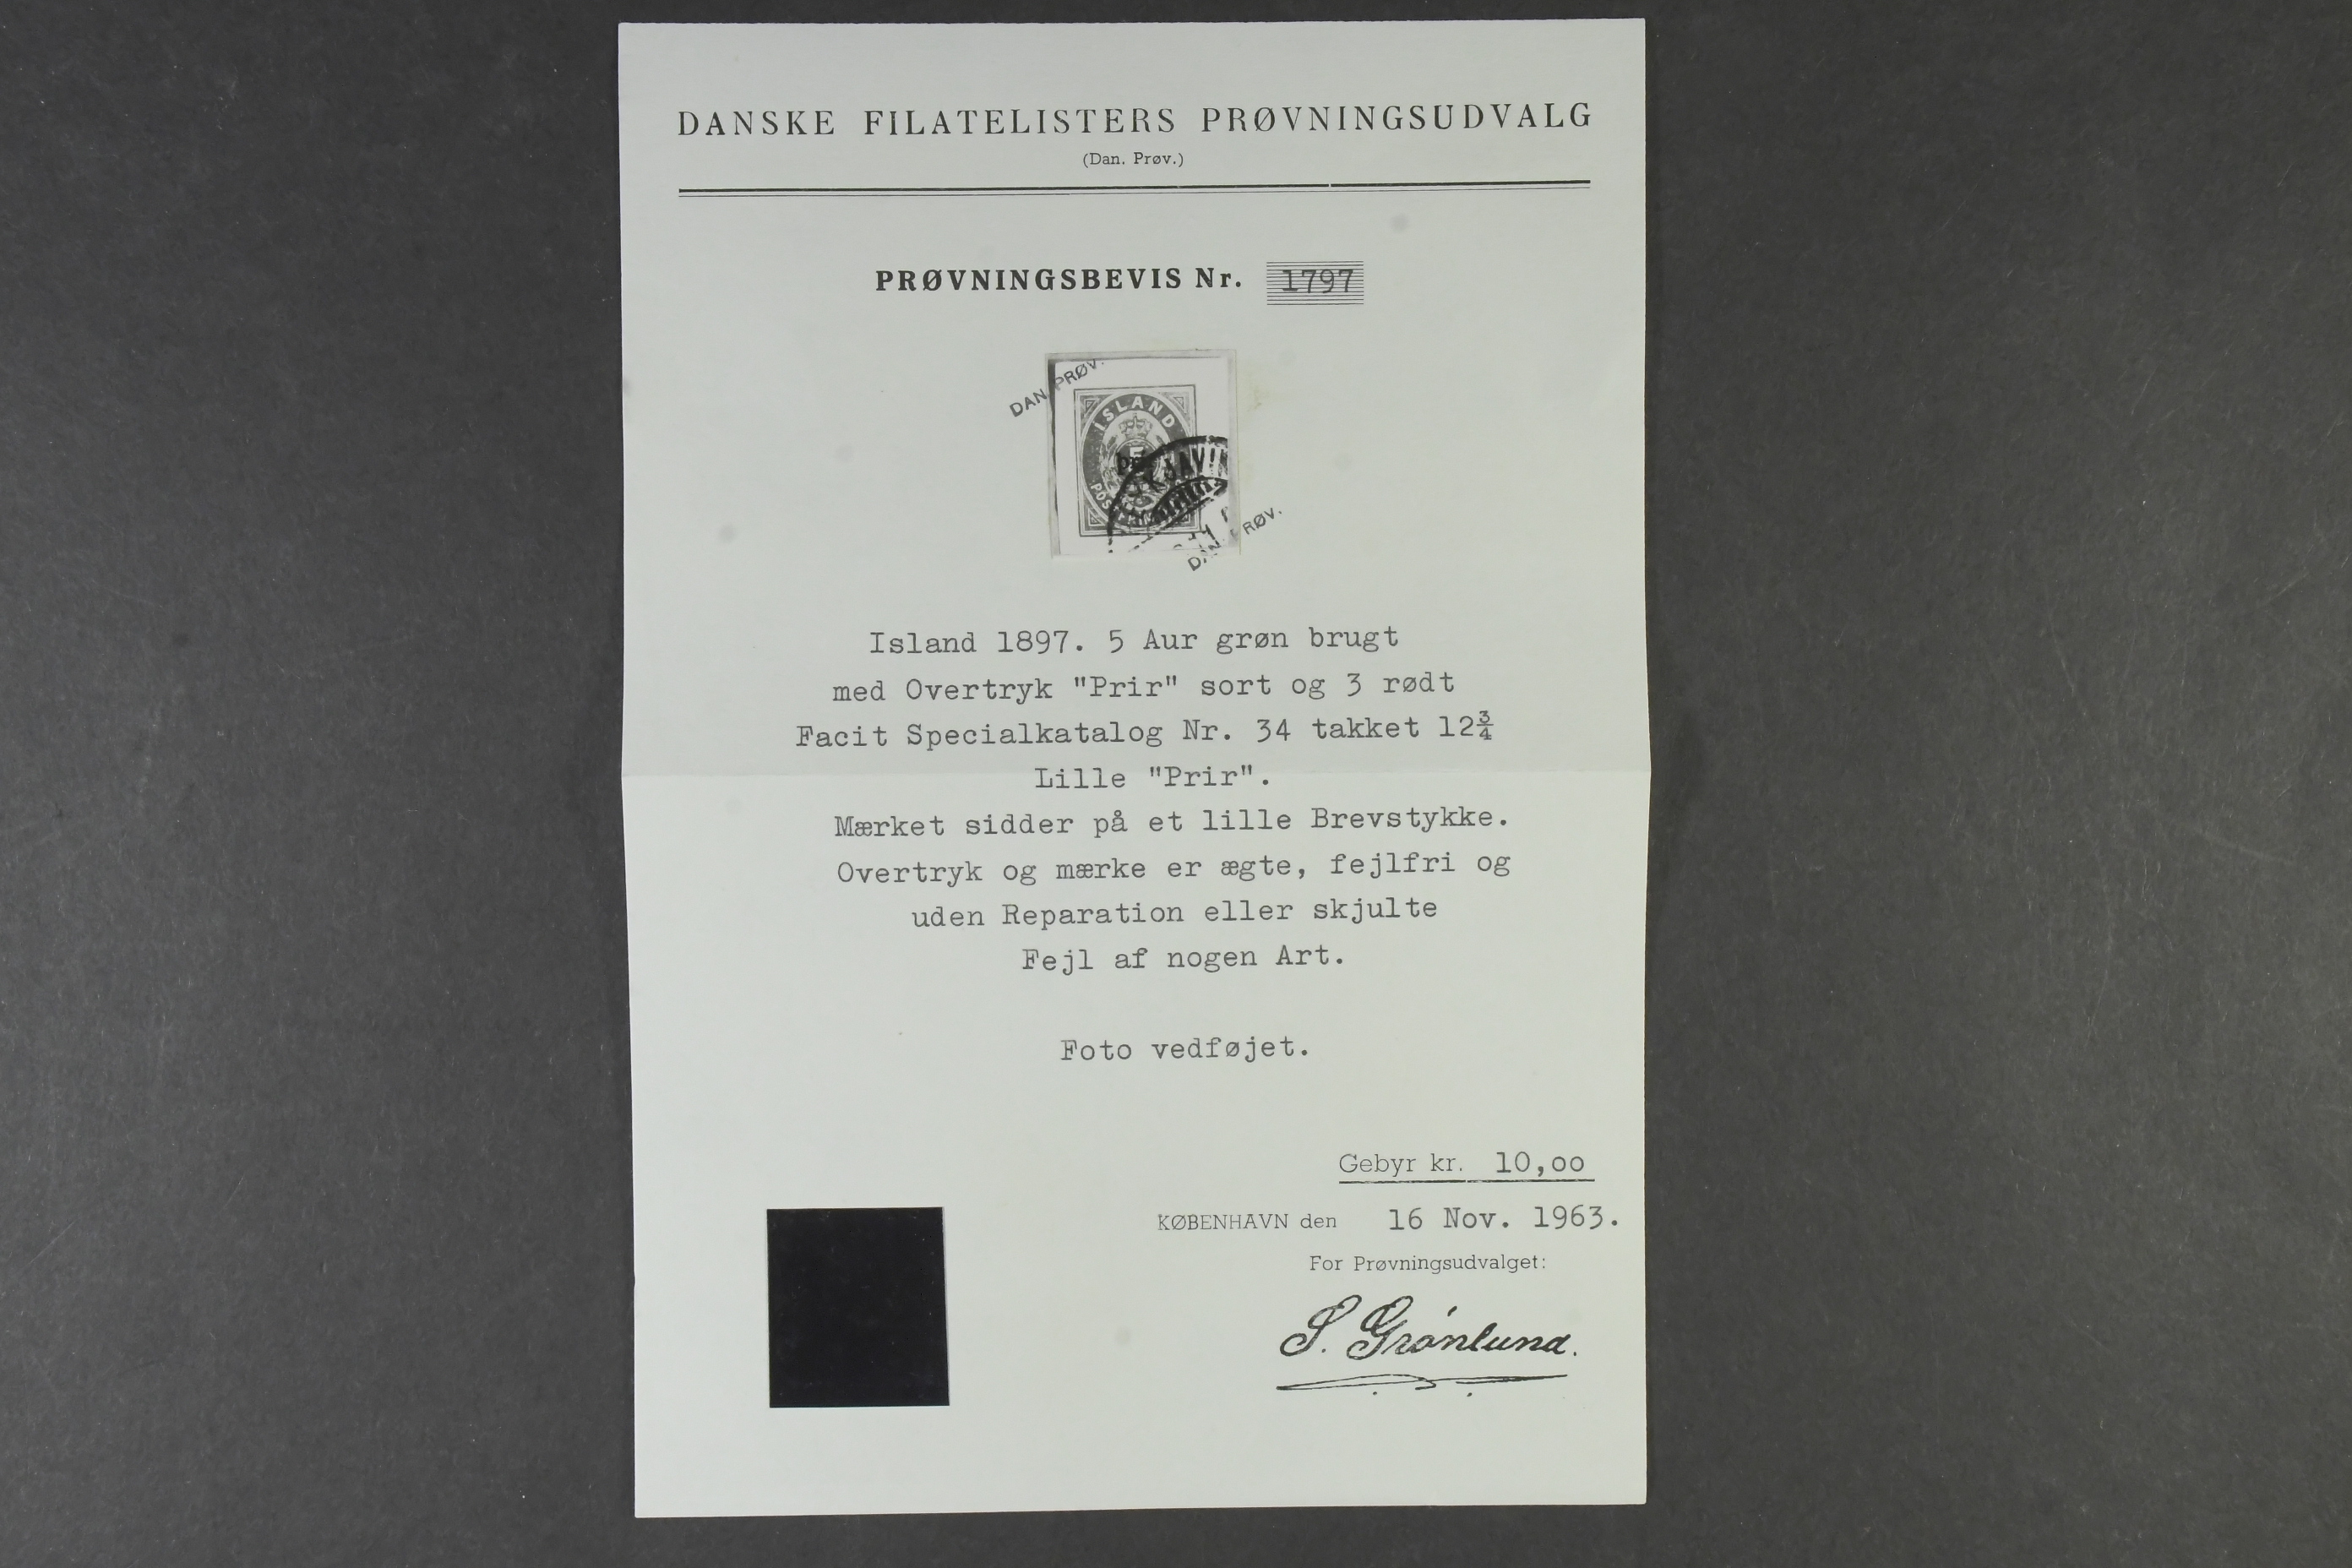 DANSKE FILATELISTERS PRØVNINGSUDVALG
(Dan. Prøv.)
PRØVNINGSBEVIS Nr. 1797
DAN. PRØV.
ISLAND
5
DAN. PRØV.
Island 1897. 5 Aur grøn brugt
med Overtryk "Prir" sort og 3 rødt
Facit Specialkatalog Nr. 34 takket 12¾
Lille "Prir".
Mærket sidder på et lille Brevstykke.
Overtryk og mærke er ægte, fejlfri og
uden Reparation eller skjulte
Fejl af nogen Art.
Foto vedføjet.
Gebyr kr. 10,oo
KØBENHAVN den 16 Nov. 1963.
For Prøvningsudvalget:
S. Grönlund.